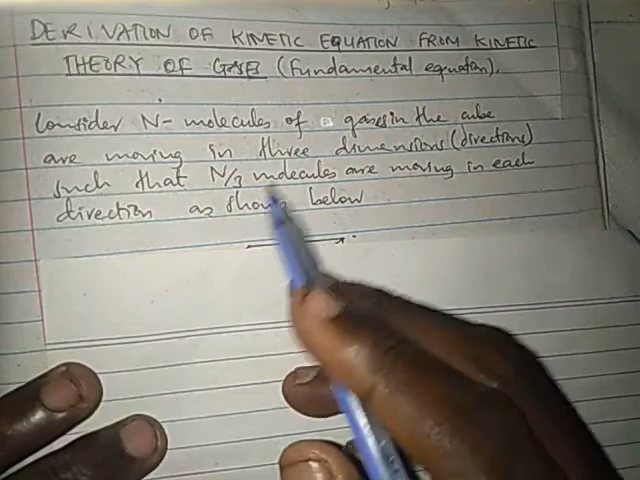 DERIVATION OF KINETIC EQUATION FROM KINETIC
THEORY OF GASES (Fundamental equation).
Consider N- molecules of a gases in the cube
are moving in three dimensions (directions)
such that N/3 molecules are moving in each
direction as shown below